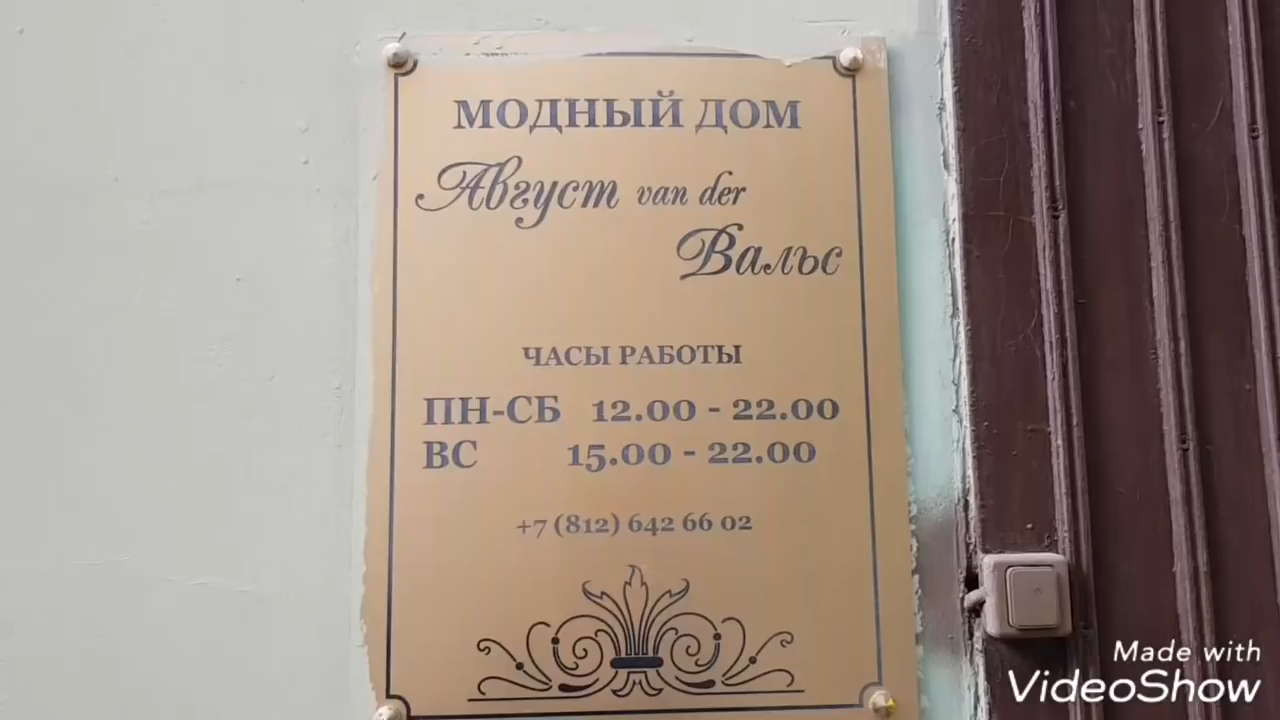 МОДНЫЙ ДОМ
Август van der
Вальс
ЧАСЫ РАБОТЫ
ПН-СБ 12.00 - 22.00
ВС 15.00 - 22.00
+7 (812) 642 66 02
Made with
VideoShow